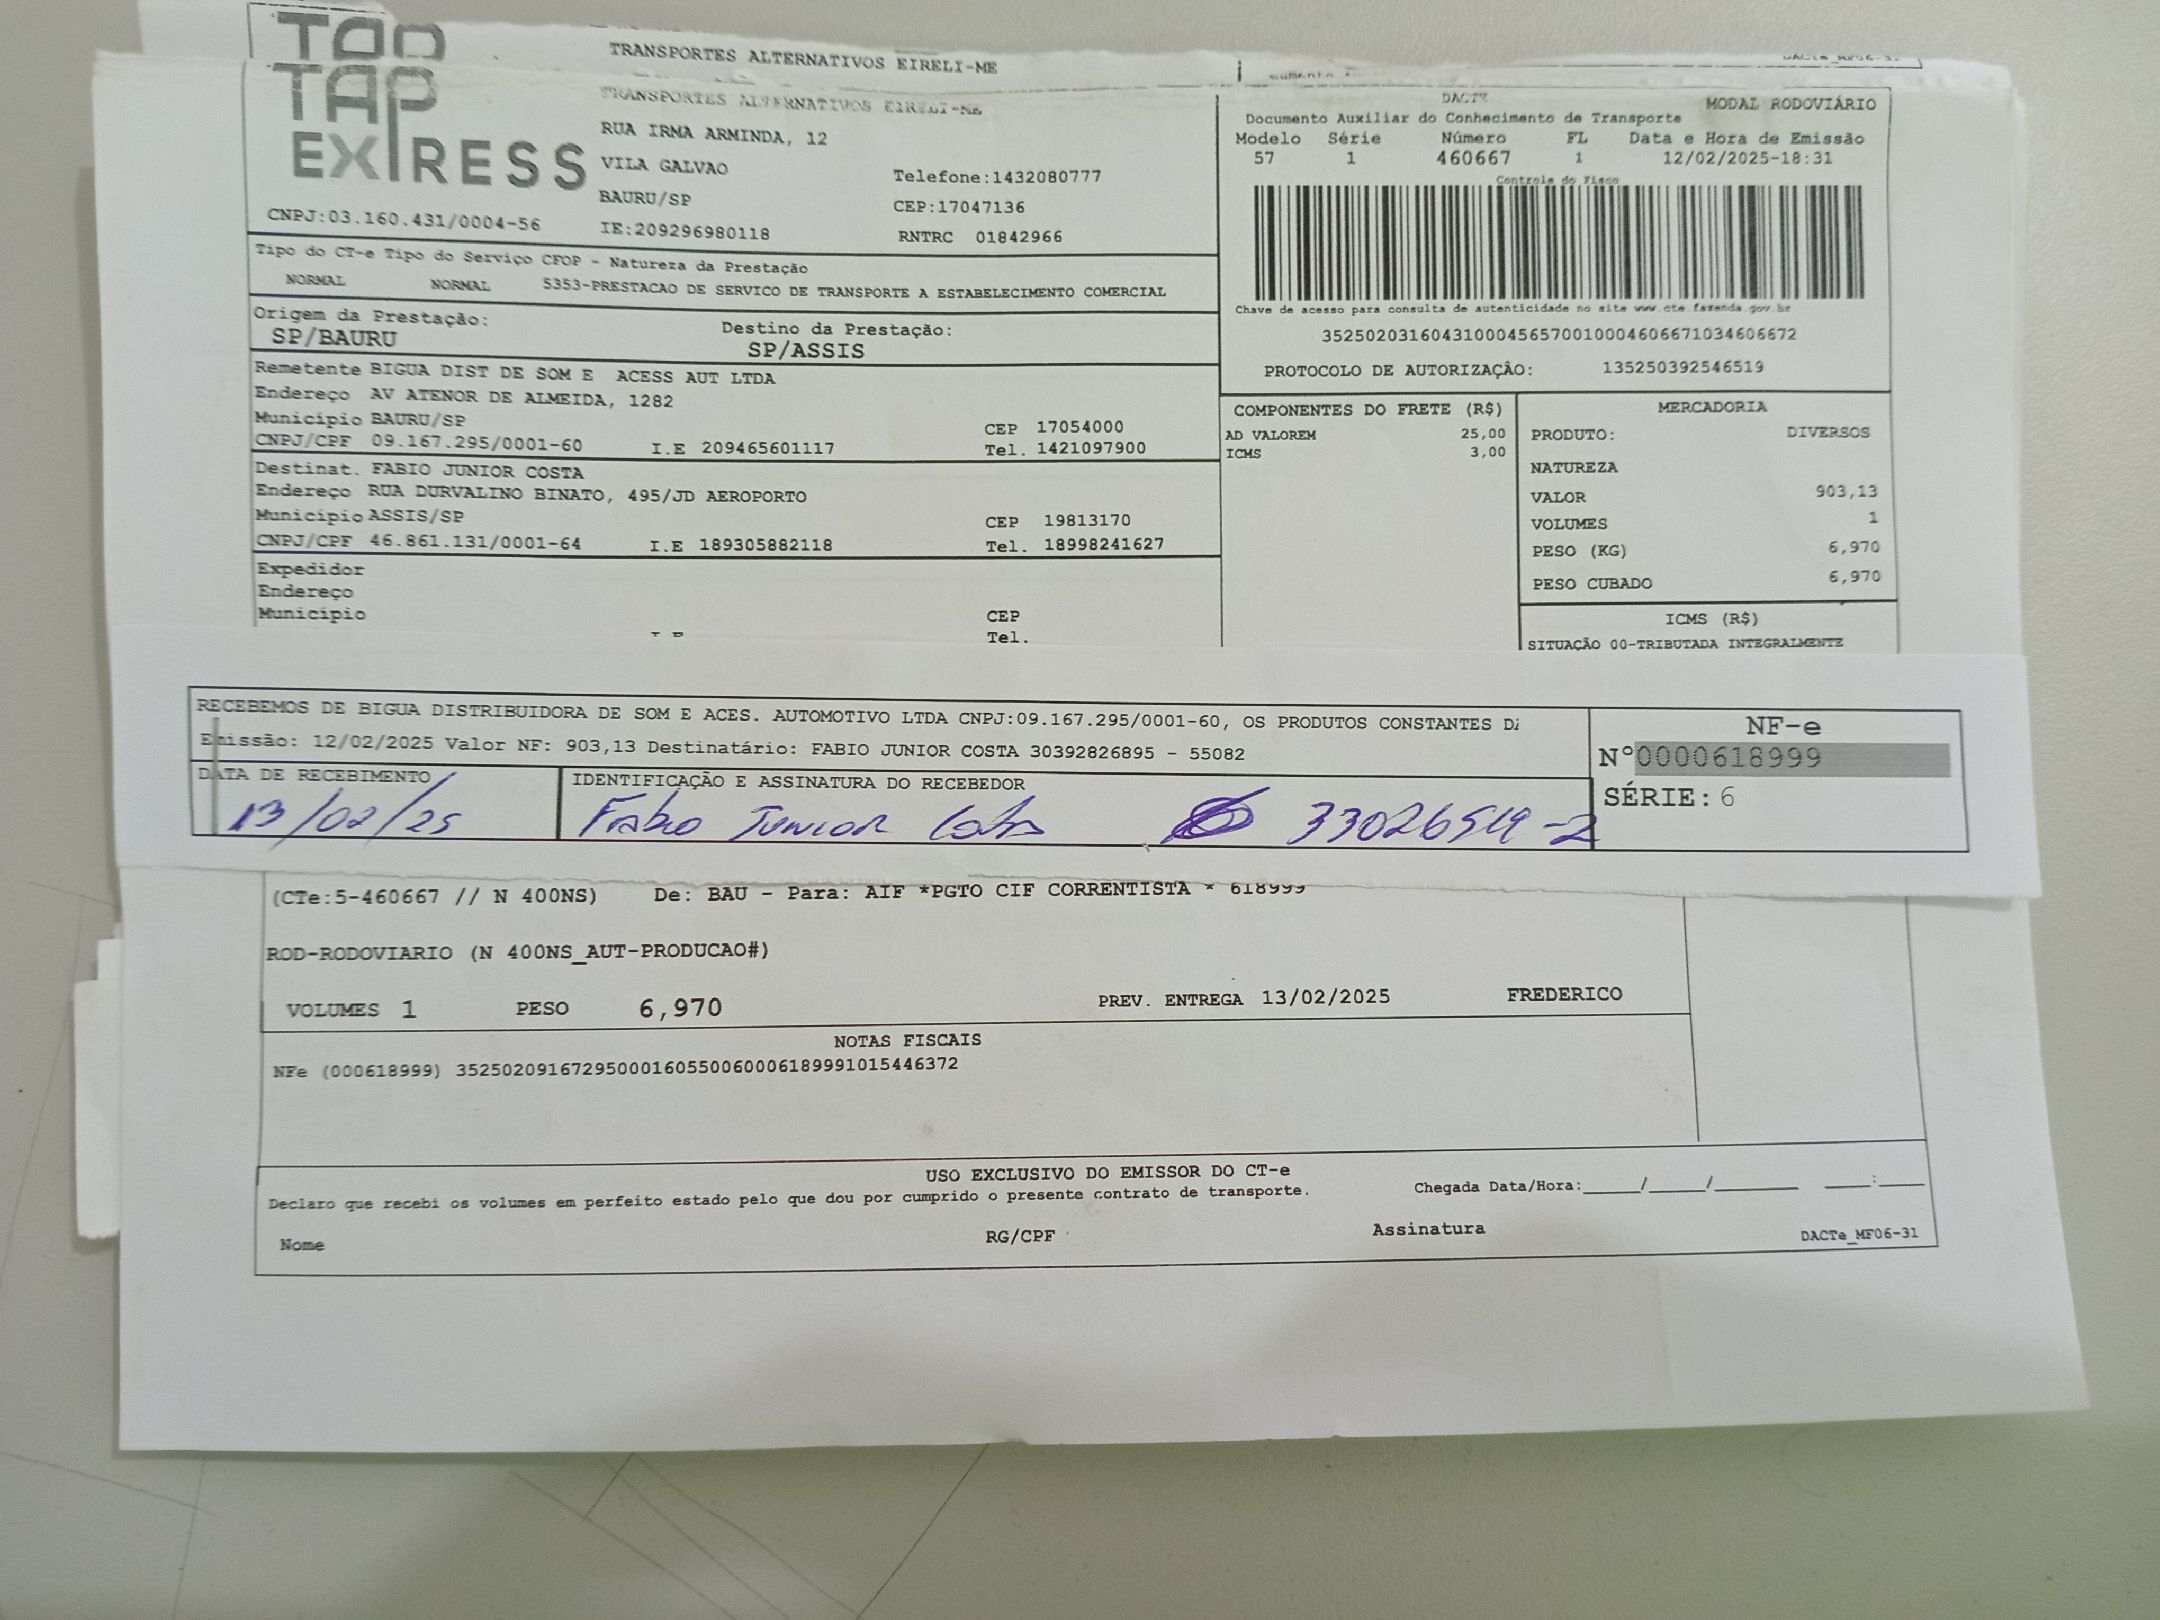 TRANSPORTES ALTERNATIVOS EIRELI-ME
TAP
EXPRESS
TRANSPORTES ALTERNATIVOS EIRELI-ME
RUA IRMA ARMINDA, 12
VILA GALVAO
Telefone:1432080777
BAURU/SP
CEP:17047136
CNPJ:03.160.431/0004-56
IE:209296980118
RNTRC 01842966
DACTE
MODAL RODOVIÁRIO
Documento Auxiliar do Conhecimento de Transporte
Modelo Série Número FL Data e Hora de Emissão
57 1 460667 1 12/02/2025-18:31
Controle do Fisco
Chave de acesso para consulta de autenticidade no site www.cte.fazenda.gov.br
35250203160431000456570010004606671034606672
PROTOCOLO DE AUTORIZAÇÂO: 135250392546519
Tipo do CT-e Tipo do Serviço CFOP - Natureza da Prestação
NORMAL NORMAL 5353-PRESTACAO DE SERVICO DE TRANSPORTE A ESTABELECIMENTO COMERCIAL
Origem da Prestação: Destino da Prestação:
SP/BAURU SP/ASSIS
Remetente BIGUA DIST DE SOM E ACESS AUT LTDA
Endereço AV ATENOR DE ALMEIDA, 1282
Município BAURU/SP CEP 17054000
CNPJ/CPF 09.167.295/0001-60 I.E 209465601117 Tel. 1421097900
Destinat. FABIO JUNIOR COSTA
Endereço RUA DURVALINO BINATO, 495/JD AEROPORTO
Município ASSIS/SP CEP 19813170
CNPJ/CPF 46.861.131/0001-64 I.E 189305882118 Tel. 18998241627
Expedidor
Endereço
Município CEP
Tel.
COMPONENTES DO FRETE (R$)
AD VALOREM 25,00
ICMS 3,00
MERCADORIA
PRODUTO: DIVERSOS
NATUREZA
VALOR 903,13
VOLUMES 1
PESO (KG) 6,970
PESO CUBADO 6,970
ICMS (R$)
SITUAÇÃO 00-TRIBUTADA INTEGRALMENTE
RECEBEMOS DE BIGUA DISTRIBUIDORA DE SOM E ACES. AUTOMOTIVO LTDA CNPJ:09.167.295/0001-60, OS PRODUTOS CONSTANTES
Emissão: 12/02/2025 Valor NF: 903,13 Destinatário: FABIO JUNIOR COSTA 30392826895 - 55082
DATA DE RECEBIMENTO IDENTIFICAÇÃO E ASSINATURA DO RECEBEDOR
13/02/25 Fabio Junior Costa
NF-e
N°0000618999
SÉRIE: 6
(CTe:5-460667 // N 400NS) De: BAU - Para: AIF *PGTO CIF CORRENTISTA * 618999
ROD-RODOVIARIO (N 400NS_AUT-PRODUCAO#)
VOLUMES 1 PESO 6,970 PREV. ENTREGA 13/02/2025 FREDERICO
NOTAS FISCAIS
NFe (000618999) 35250209167295000160550060006189991015446372
USO EXCLUSIVO DO EMISSOR DO CT-e
Declaro que recebi os volumes em perfeito estado pelo que dou por cumprido o presente contrato de transporte. Chegada Data/Hora:_____/_____/________ ____:____
Nome RG/CPF Assinatura DACTe_MF06-31